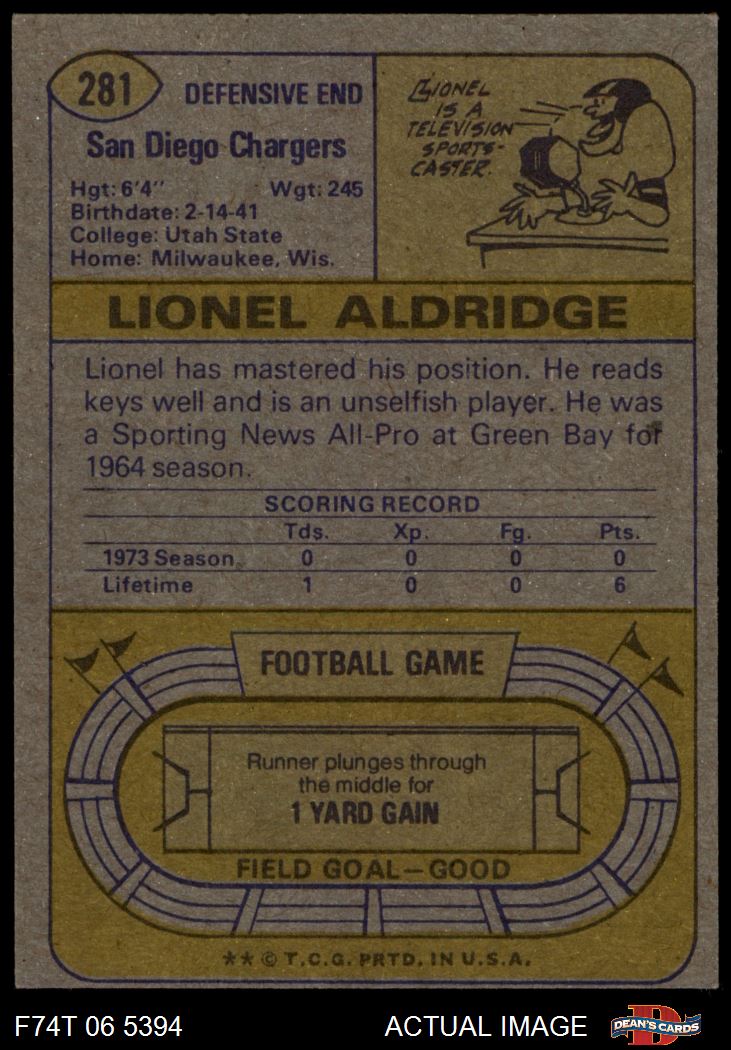 281
DEFENSIVE END
San Diego Chargers
Hgt: 6'4" Wgt: 245
Birthdate: 2-14-41
College: Utah State
Home: Milwaukee, Wis.
LIONEL
IS A
TELEVISION
SPORTS-
CASTER.
LIONEL ALDRIDGE
Lionel has mastered his position. He reads
keys well and is an unselfish player. He was
a Sporting News All-Pro at Green Bay for
1964 season.
SCORING RECORD
Tds. Xp. Fg. Pts.
1973 Season 0 0 0 0
Lifetime 1 0 0 6
FOOTBALL GAME
Runner plunges through
the middle for
1 YARD GAIN
FIELD GOAL—GOOD
** © T.C.G. PRTD. IN U.S.A.
F74T 06 5394 ACTUAL IMAGE
D
DEAN'S CARDS